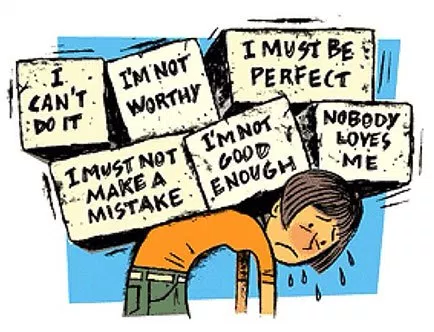 I
CAN'T
DO IT
I'M NOT
WORTHY
I MUST BE
PERFECT
I MUST NOT
MAKE A
MISTAKE
I'M
NOT
GOOD
ENOUGH
NOBODY
LOVES
ME